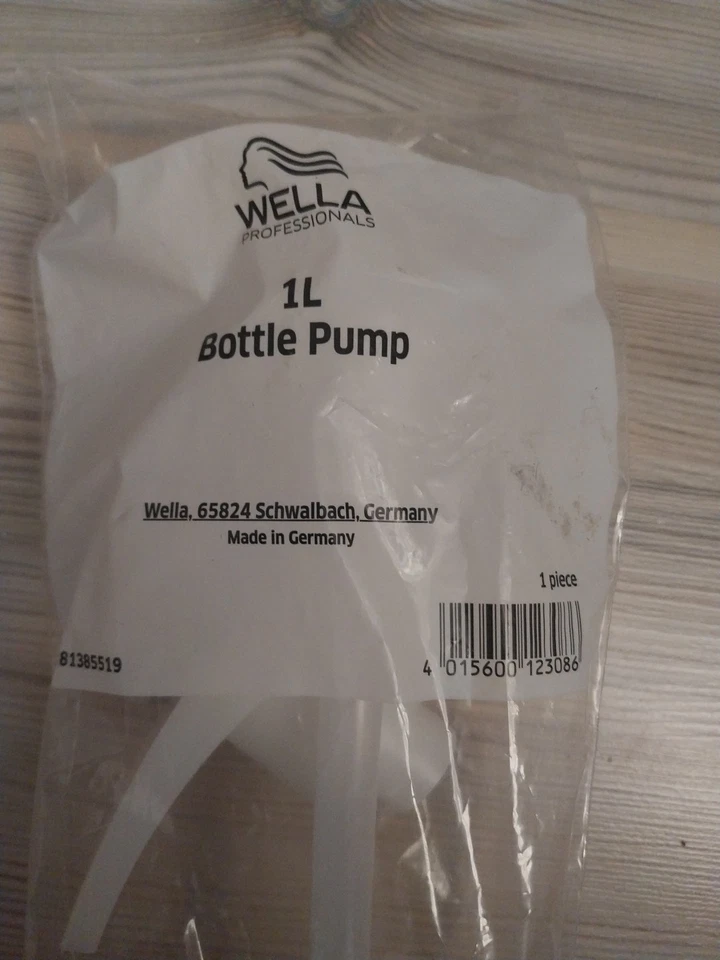 WELLA
PROFESSIONALS
1L
Bottle Pump
Wella, 65824 Schwalbach, Germany
Made in Germany
1 piece
81385519
4 015600 123086